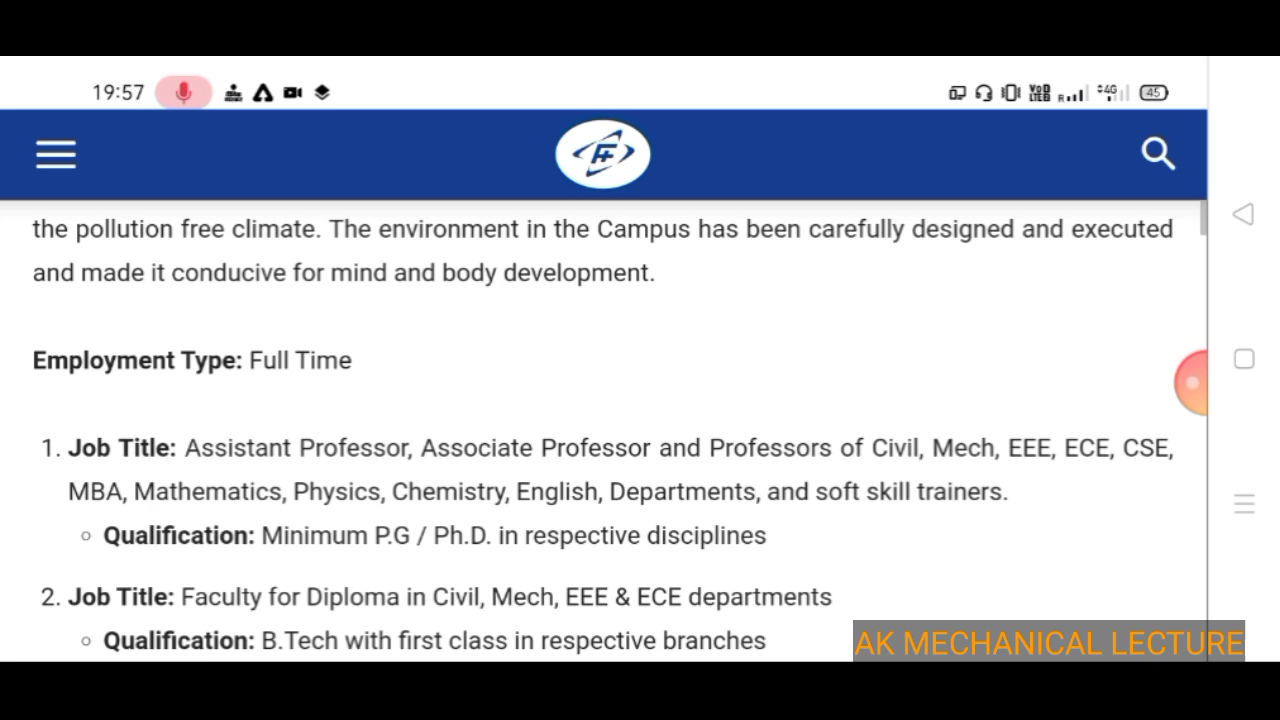 19:57
VoD LTEB R 4G 45
the pollution free climate. The environment in the Campus has been carefully designed and executed
and made it conducive for mind and body development.
Employment Type: Full Time
1. Job Title: Assistant Professor, Associate Professor and Professors of Civil, Mech, EEE, ECE, CSE,
MBA, Mathematics, Physics, Chemistry, English, Departments, and soft skill trainers.
Qualification: Minimum P.G / Ph.D. in respective disciplines
2. Job Title: Faculty for Diploma in Civil, Mech, EEE & ECE departments
Qualification: B.Tech with first class in respective branches
AK MECHANICAL LECTURE